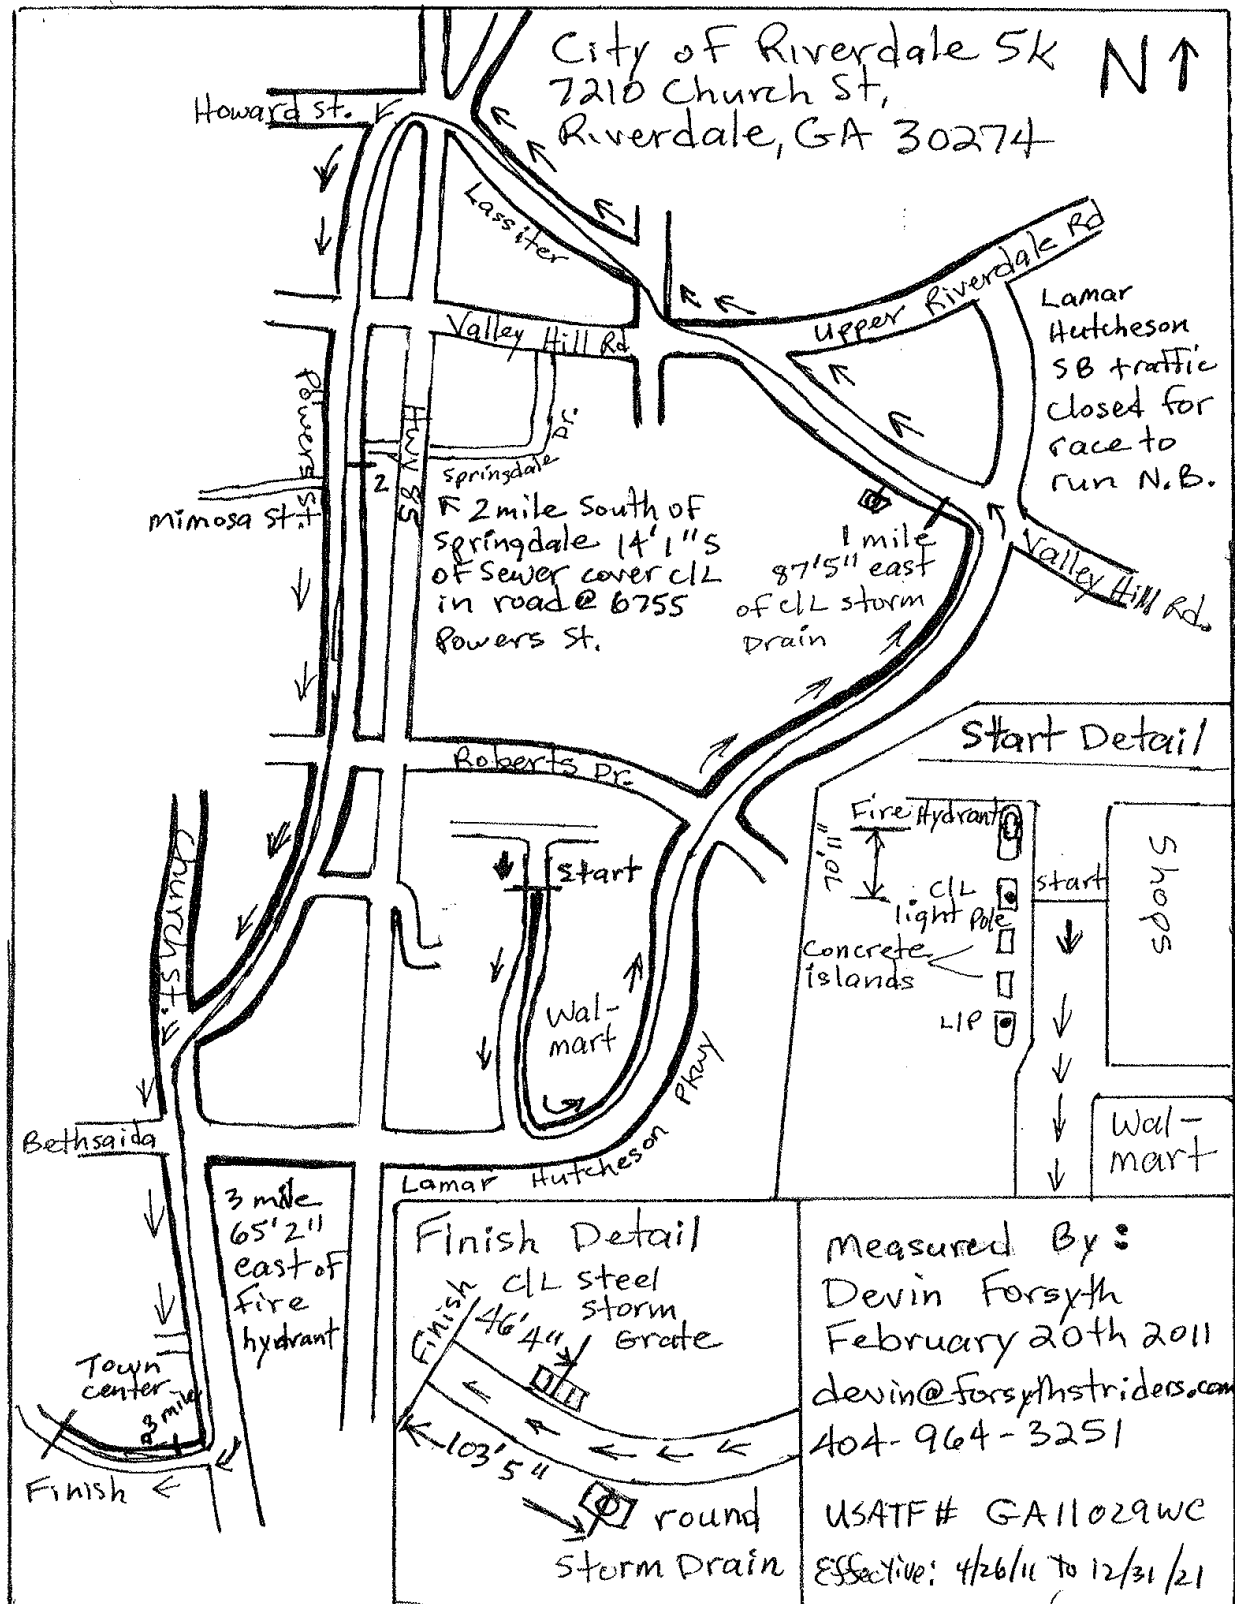 City of Riverdale 5k
7210 Church St,
Riverdale, GA 30274
N
Howard St.
Lassiter
Upper Riverdale Rd
Valley Hill Rd
Lamar
Hutcheson
SB traffic
closed for
race to
run N.B.
Powers St.
Hwy 85
Springdale Dr.
2
Mimosa St.
2 mile South of
Springdale 14'1"S
of Sewer cover C/L
in road @ 6755
Powers St.
1 mile
87'5" east
of C/L storm
Drain
Valley Hill Rd.
Roberts Dr.
Start Detail
Fire Hydrant
70'11"
C/L
light Pole
Concrete
islands
L/P
Start
Shops
Wal-
mart
Church St.
Start
Wal-
mart
Pkwy
Bethsaida
Lamar Hutcheson
3 mile
65'2"
east of
fire
hydrant
Town
center
3 mile
Finish
Finish Detail
C/L Steel
Storm
Grate
Finish
46'4"
103'5"
round
Storm Drain
Measured By:
Devin Forsyth
February 20th 2011
devin@forsythstriders.com
404-964-3251
USATF# GA11029WC
Effective: 4/26/11 To 12/31/21